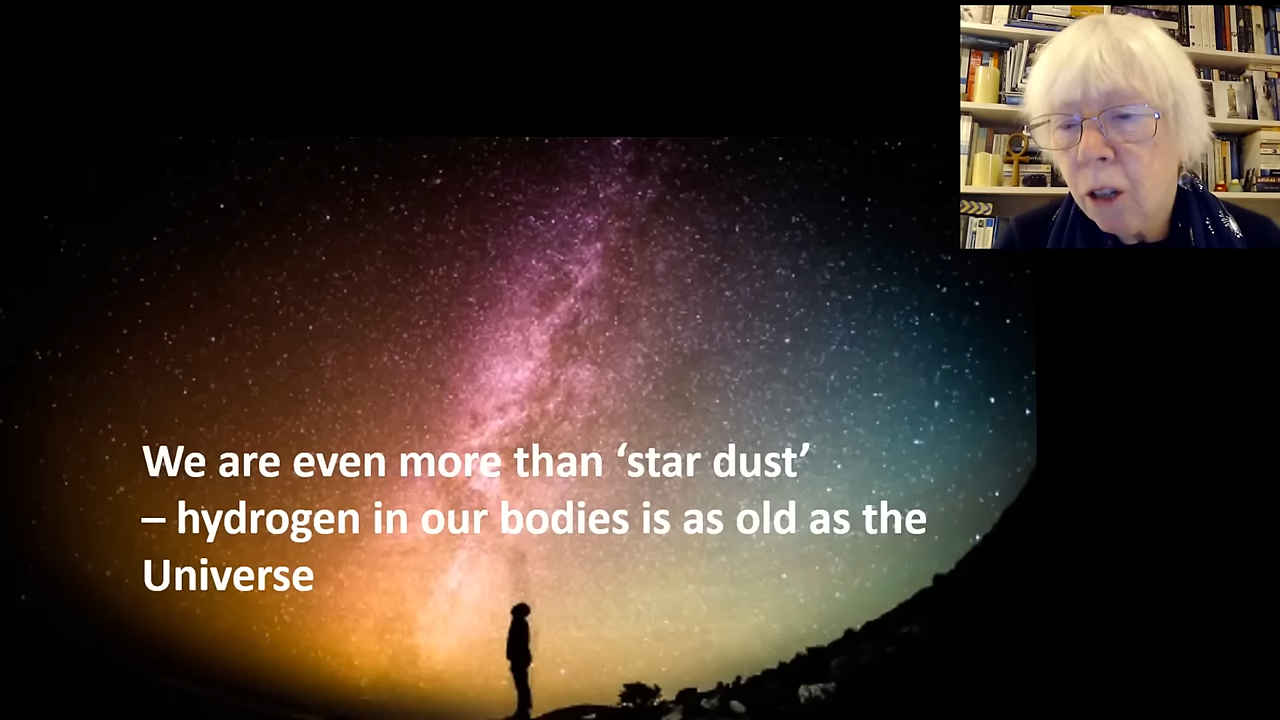 We are even more than ‘star dust’
– hydrogen in our bodies is as old as the
Universe